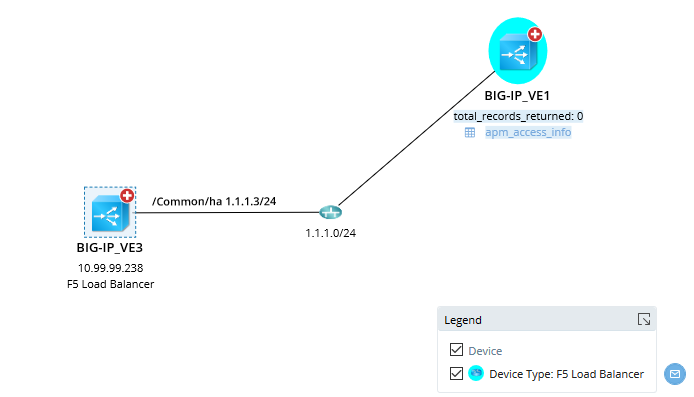 BIG-IP_VE1
total_records_returned: 0
apm_access_info
/Common/ha 1.1.1.3/24
1.1.1.0/24
BIG-IP_VE3
10.99.99.238
F5 Load Balancer
Legend
Device
Device Type: F5 Load Balancer